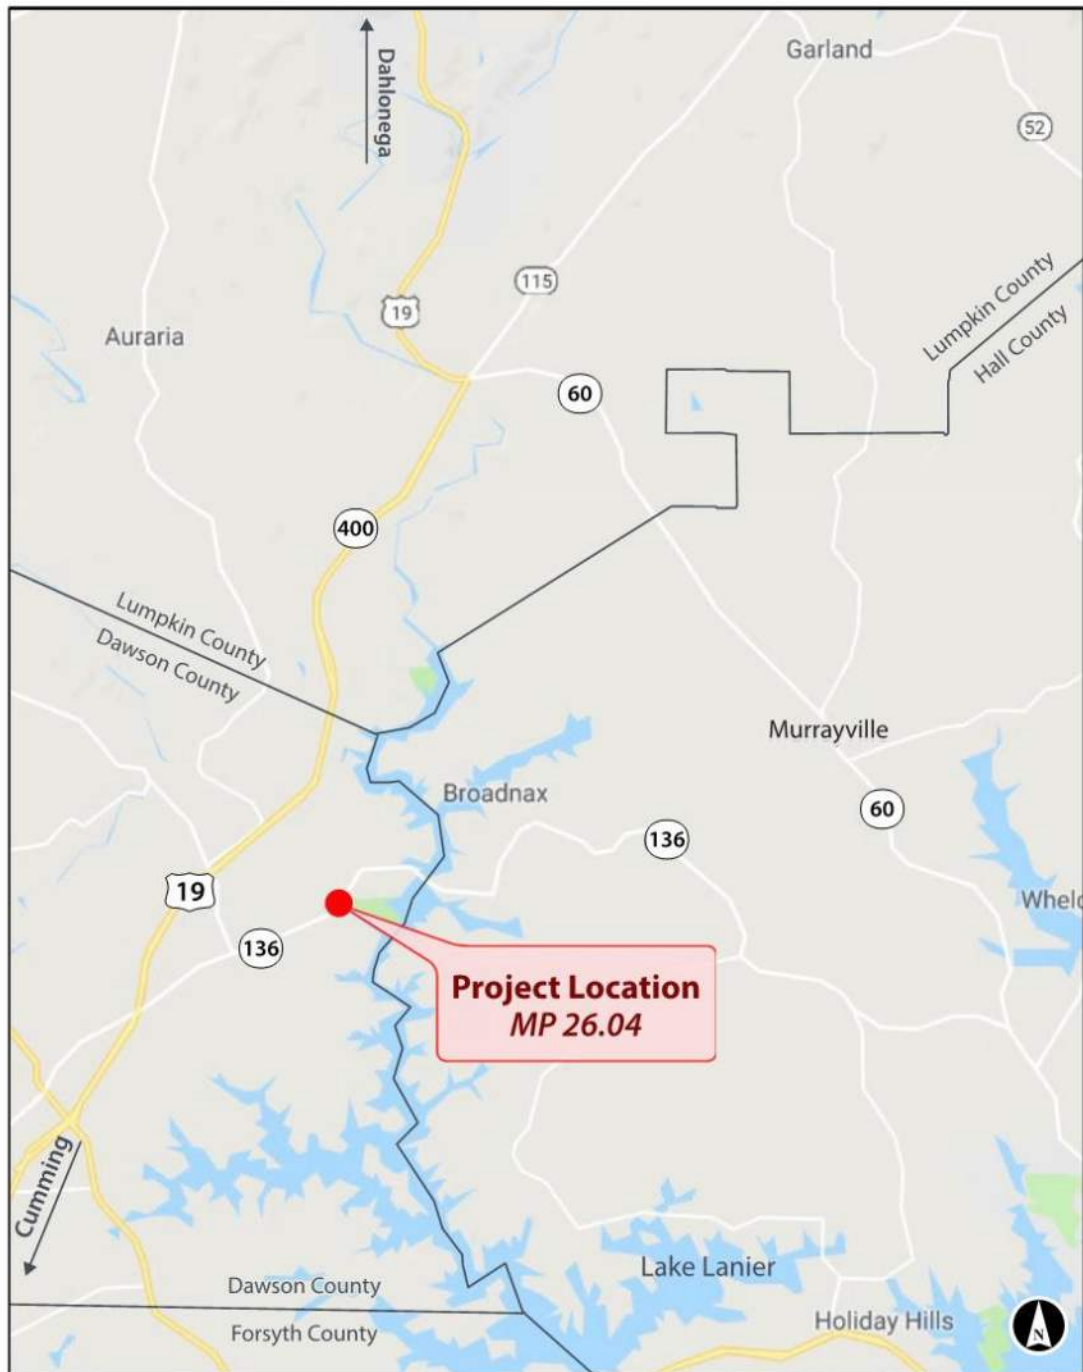 Dahlonega
Garland
52
115
19
Lumpkin County
Hall County
Auraria
60
400
Lumpkin County
Dawson County
Murrayville
Broadnax
60
136
19
Whelc
136
Project Location
MP 26.04
Cumming
Lake Lanier
Dawson County
Forsyth County
Holiday Hills
N